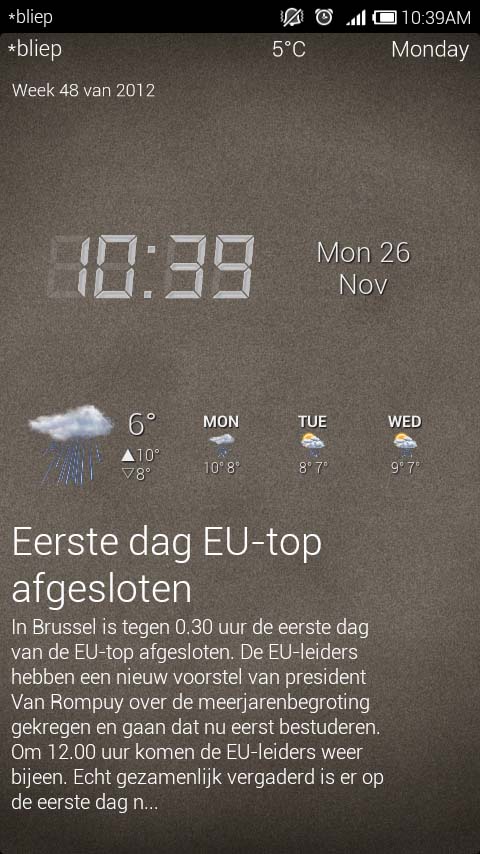 *bliep 10:39AM
*bliep 5°C Monday
Week 48 van 2012
10:39
Mon 26
Nov
6°
▲10°
▽8°
MON TUE WED
10° 8° 8° 7° 9° 7°
Eerste dag EU-top
afgesloten
In Brussel is tegen 0.30 uur de eerste dag
van de EU-top afgesloten. De EU-leiders
hebben een nieuw voorstel van president
Van Rompuy over de meerjarenbegroting
gekregen en gaan dat nu eerst bestuderen.
Om 12.00 uur komen de EU-leiders weer
bijeen. Echt gezamenlijk vergaderd is er op
de eerste dag n...